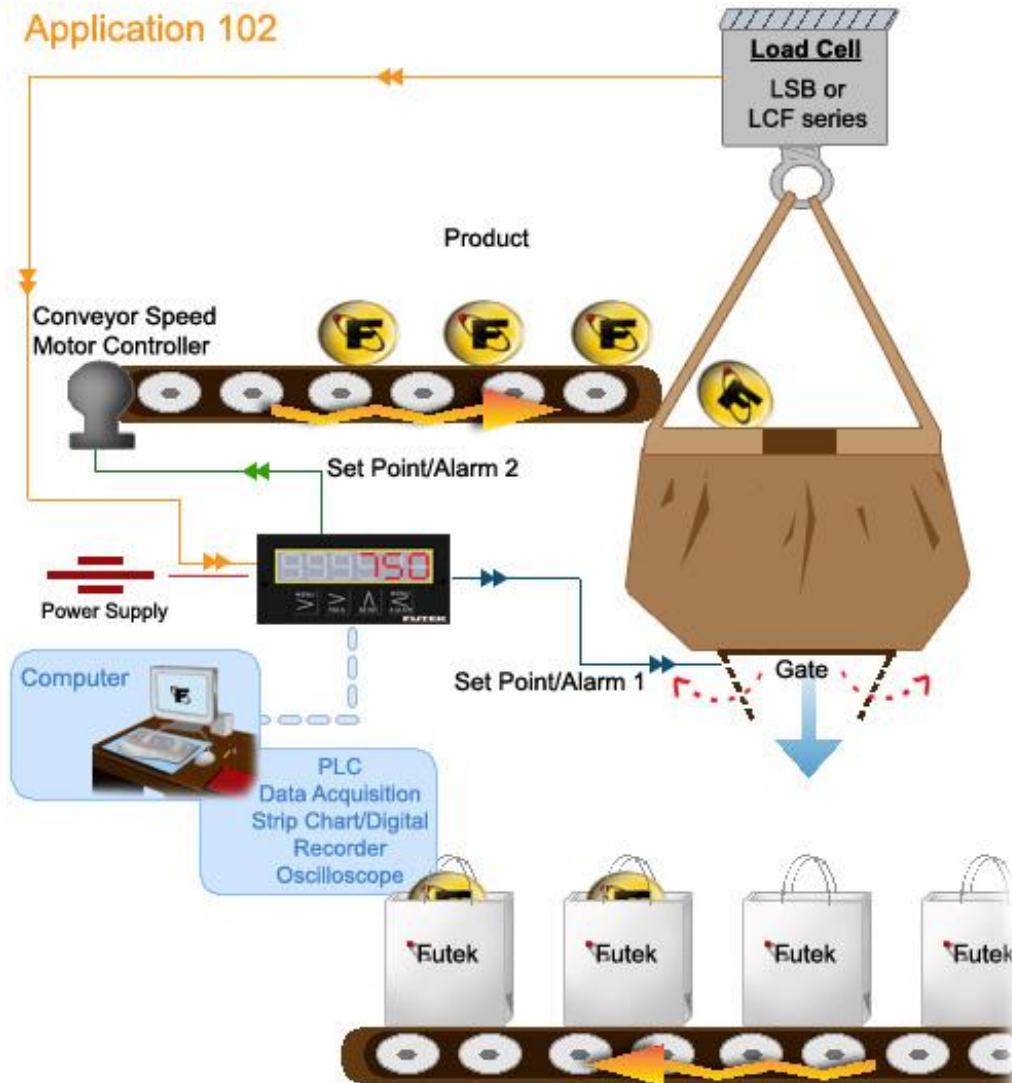 Application 102
Load Cell
LSB or
LCF series
Product
Conveyor Speed
Motor Controller
Set Point/Alarm 2
750
FUTEK
Power Supply
Set Point/Alarm 1
Gate
Computer
PLC
Data Acquisition
Strip Chart/Digital
Recorder
Oscilloscope
Futek
Futek
Futek
Futek